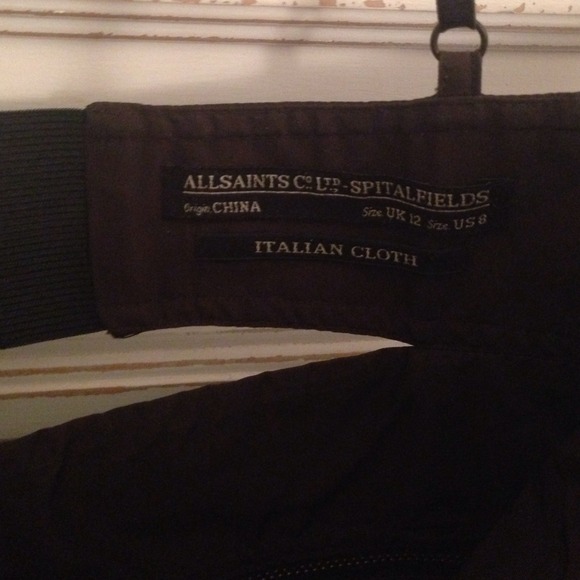 ALLSAINTS Cº. LTD.-SPITALFIELDS
Origin: CHINA Size: UK 12 Size: US 8
ITALIAN CLOTH